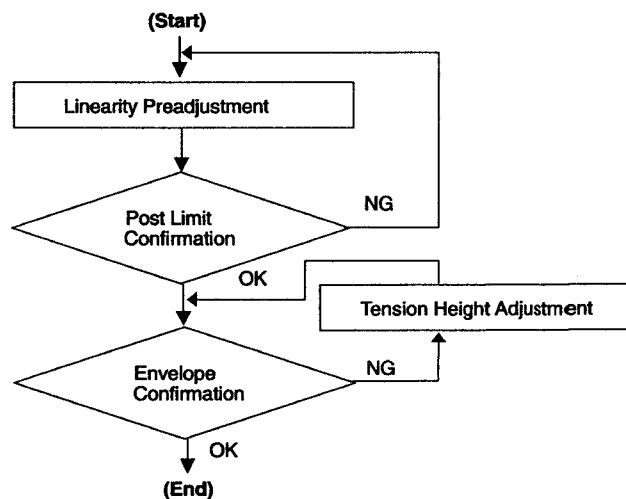 (Start)
Linearity Preadjustment
Post Limit
Confirmation
NG
OK
Tension Height Adjustment
Envelope
Confirmation
NG
OK
(End)